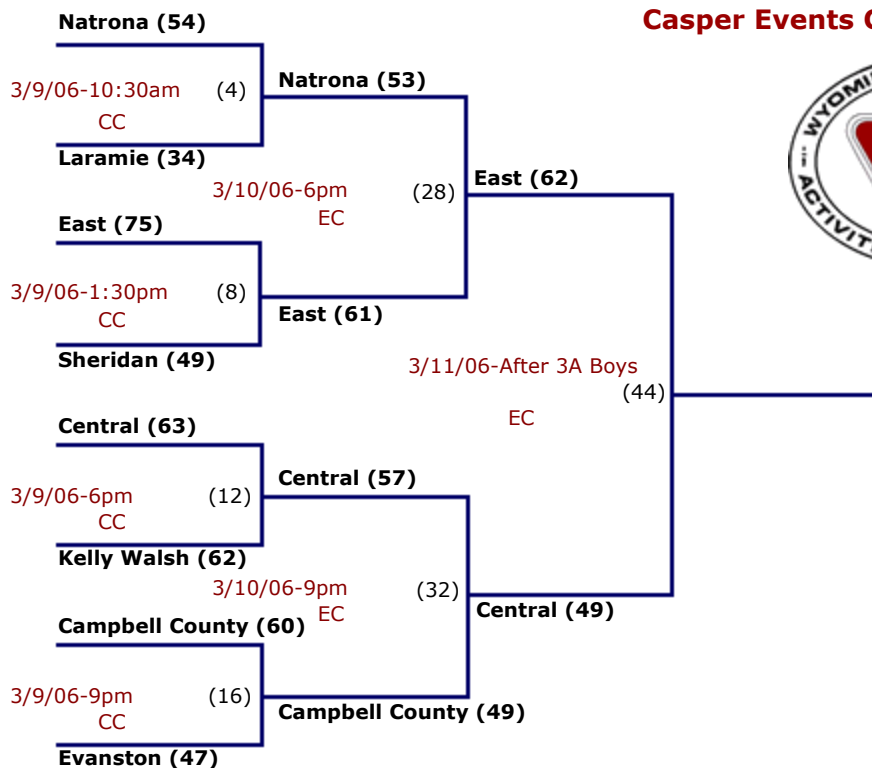 Natrona (54)
Casper Events
3/9/06-10:30am (4) Natrona (53)
CC
Laramie (34)
3/10/06-6pm (28) East (62)
EC
East (75)
3/9/06-1:30pm (8) East (61)
CC
Sheridan (49)
3/11/06-After 3A Boys
(44)
EC
Central (63)
Central (57)
3/9/06-6pm (12)
CC
Kelly Walsh (62)
3/10/06-9pm (32)
EC
Central (49)
Campbell County (60)
3/9/06-9pm (16)
CC
Campbell County (49)
Evanston (47)